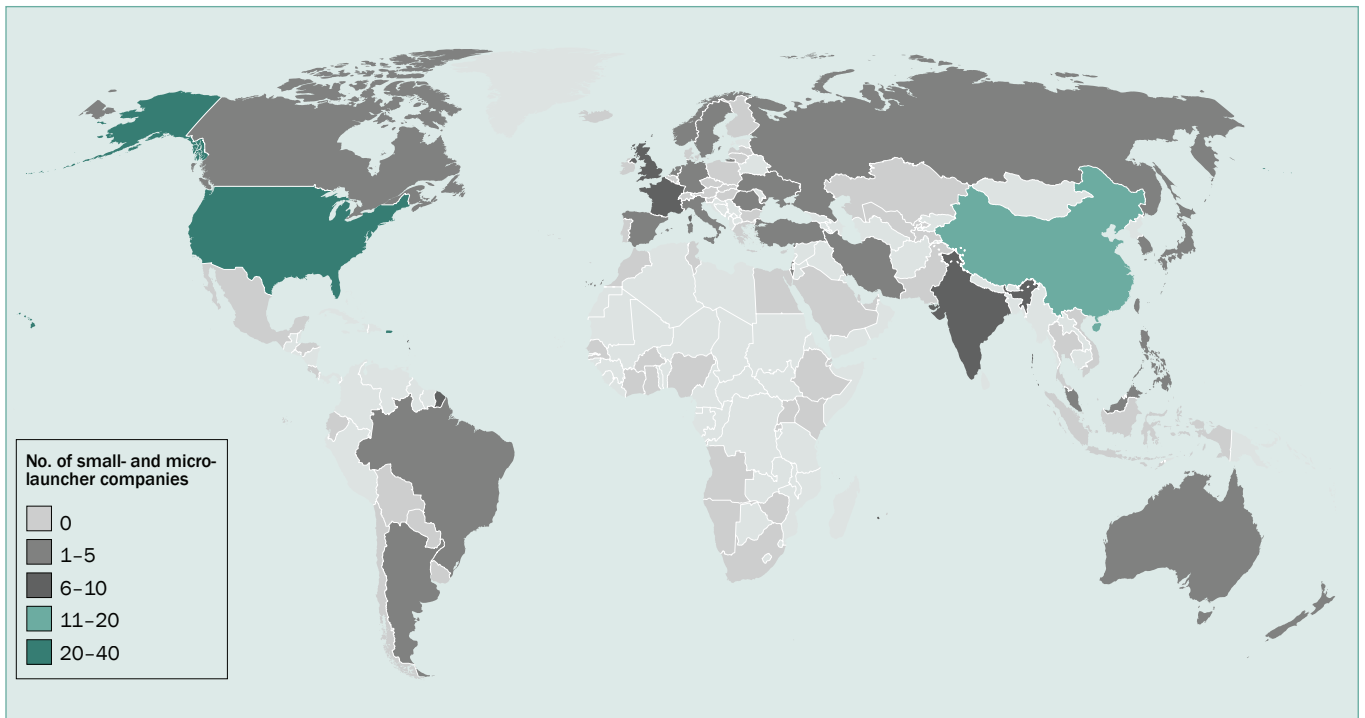 No. of small- and micro-
launcher companies
0
1–5
6–10
11–20
20–40